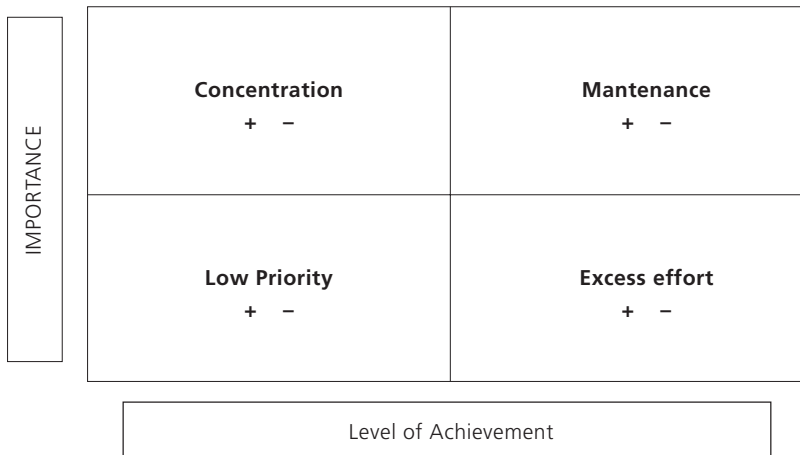 IMPORTANCE
Concentration
+ –
Mantenance
+ –
Low Priority
+ –
Excess effort
+ –
Level of Achievement